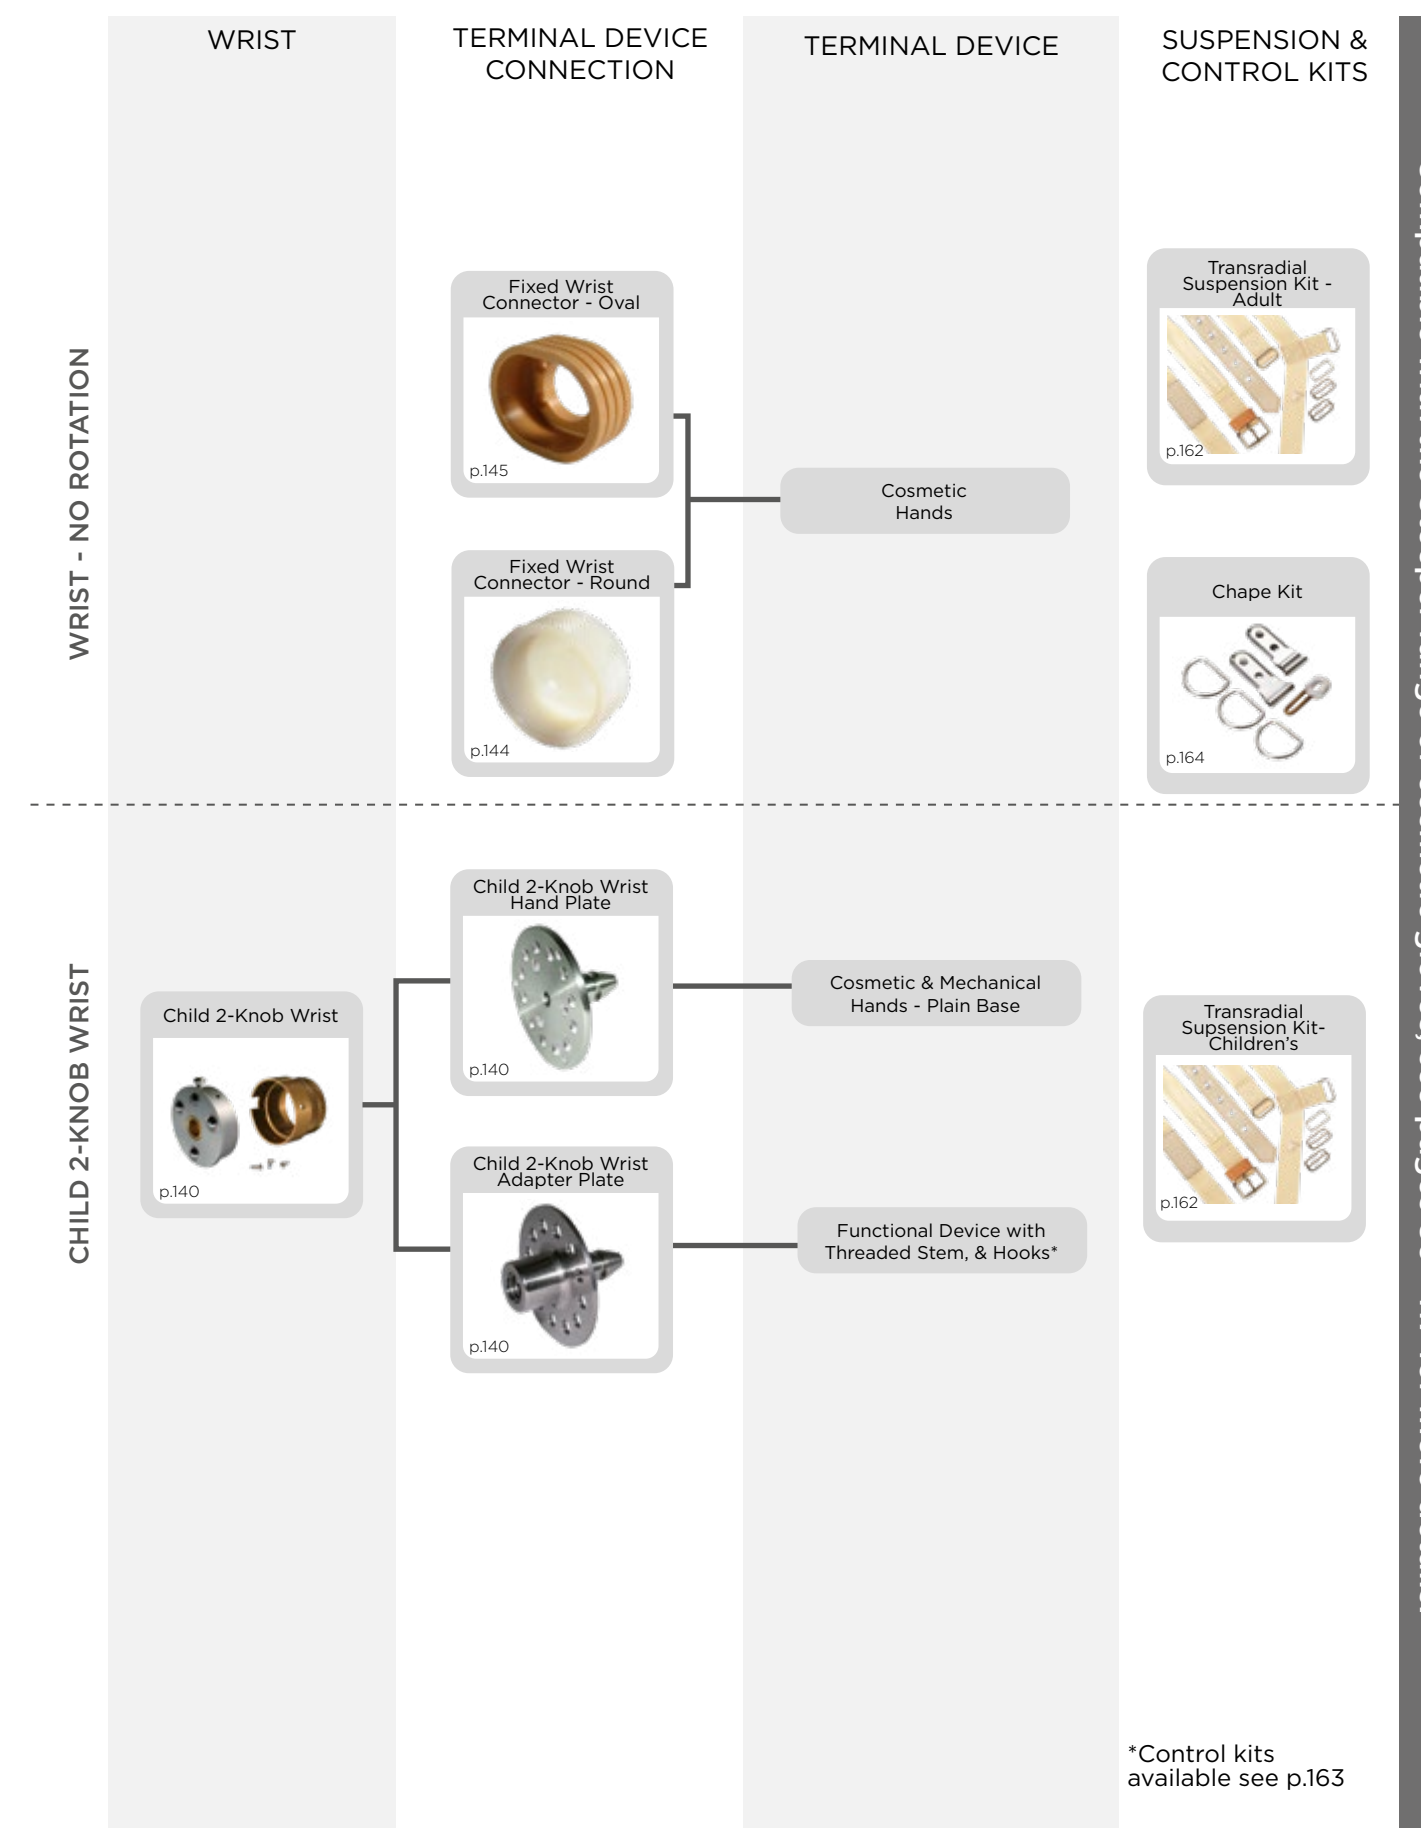 WRIST
TERMINAL DEVICE
CONNECTION
TERMINAL DEVICE
SUSPENSION &
CONTROL KITS
WRIST - NO ROTATION
Fixed Wrist
Connector - Oval
p.145
Fixed Wrist
Connector - Round
p.144
Cosmetic
Hands
Transradial
Suspension Kit -
Adult
p.162
Chape Kit
p.164
CHILD 2-KNOB WRIST
Child 2-Knob Wrist
p.140
Child 2-Knob Wrist
Hand Plate
p.140
Child 2-Knob Wrist
Adapter Plate
p.140
Cosmetic & Mechanical
Hands - Plain Base
Functional Device with
Threaded Stem, & Hooks*
Transradial
Supsension Kit-
Children's
p.162
*Control kits
available see p.163